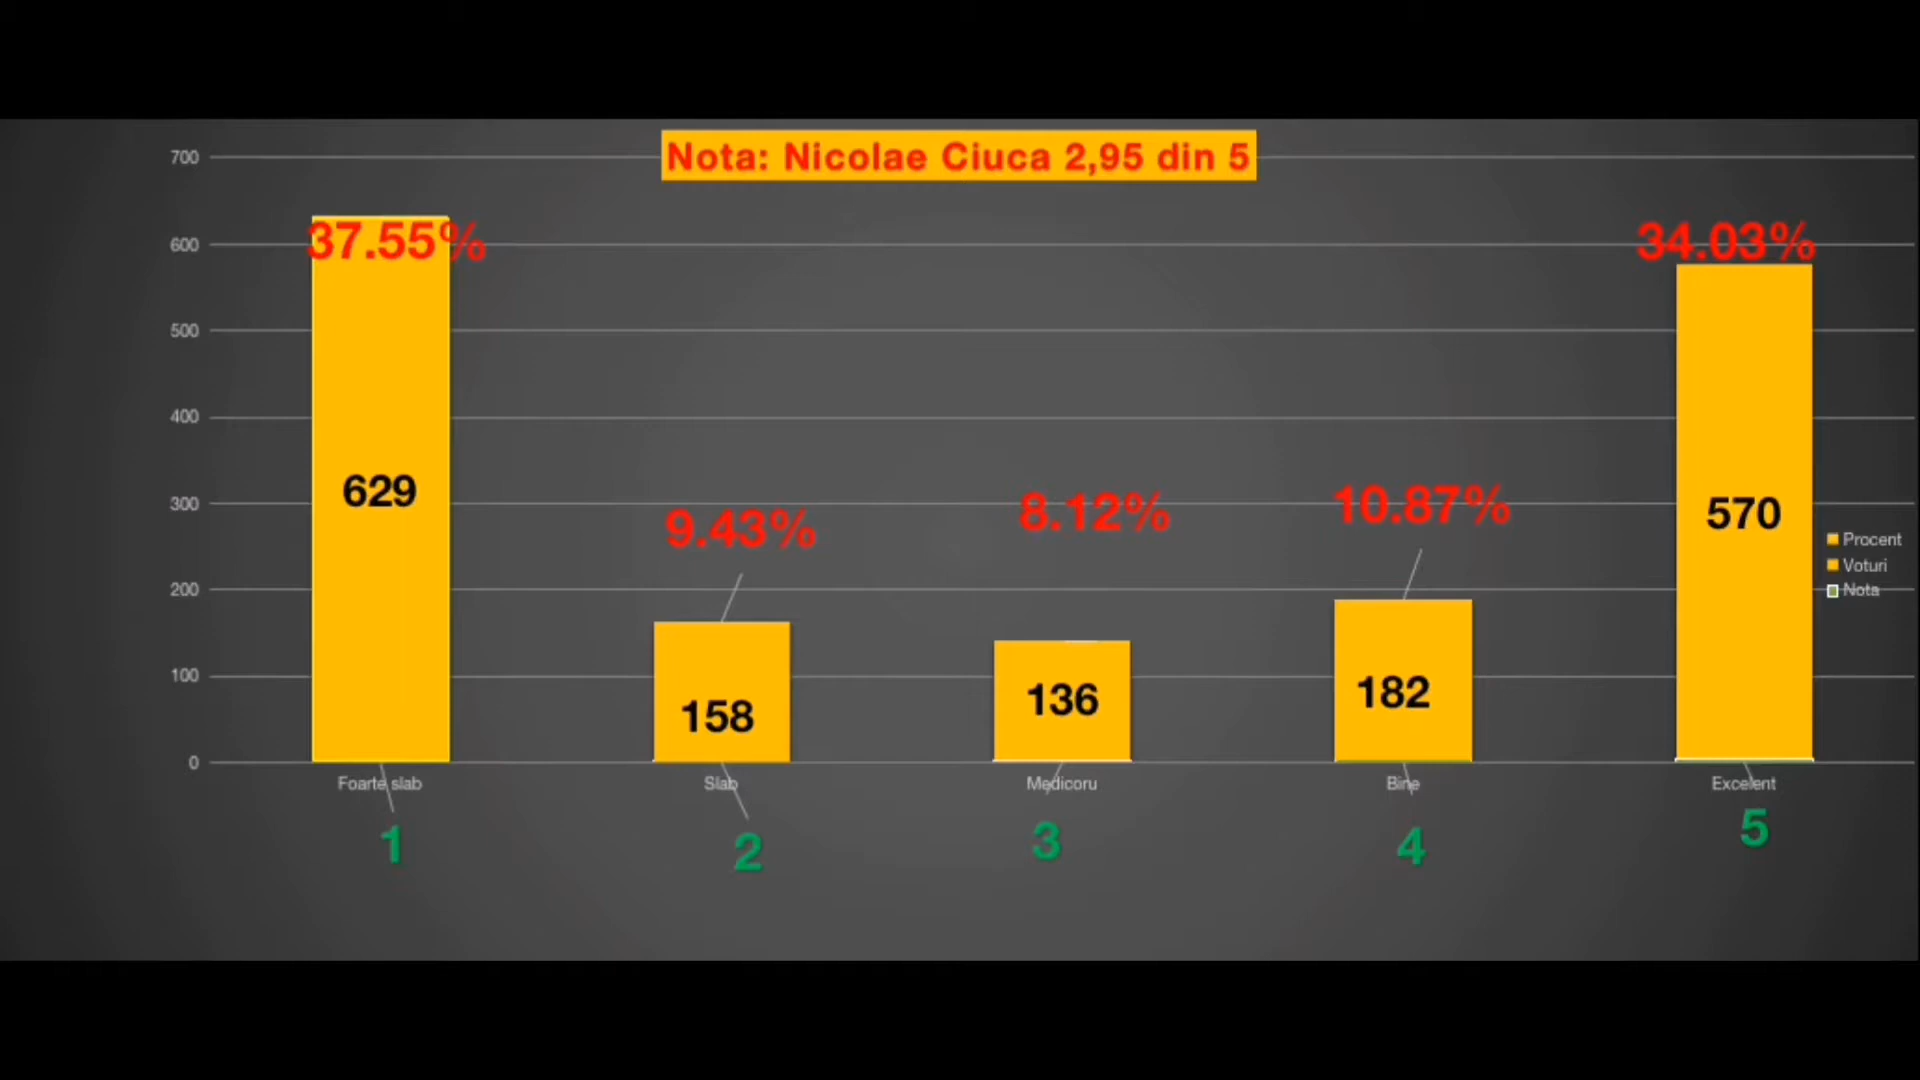 Nota: Nicolae Ciuca 2,95 din 5
700
600
500
400
300
200
100
0
37.55%
9.43%
8.12%
10.87%
34.03%
629
158
136
182
570
Procent
Voturi
Nota
Foarte slab
Slab
Medicoru
Bine
Excelent
1
2
3
4
5